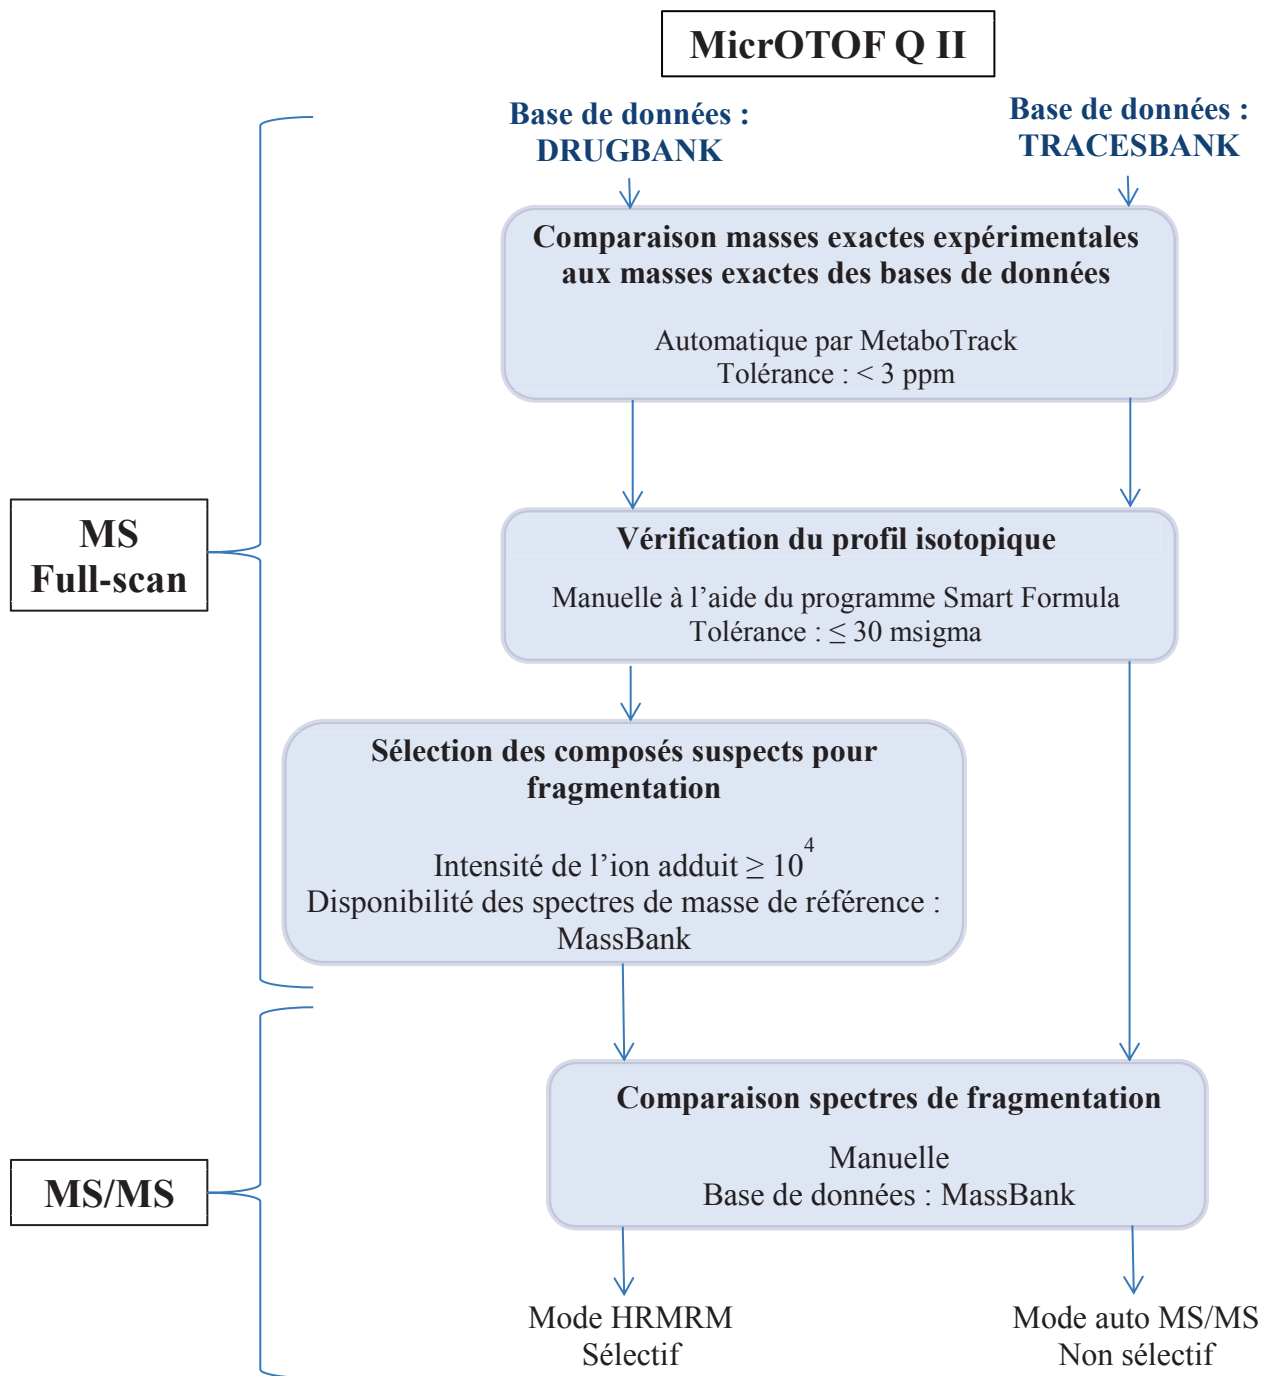 MicrOTOF Q II
Base de données :
DRUGBANK
Base de données :
TRACESBANK
Comparaison masses exactes expérimentales
aux masses exactes des bases de données
Automatique par MetaboTrack
Tolérance : < 3 ppm
MS
Full-scan
Vérification du profil isotopique
Manuelle à l’aide du programme Smart Formula
Tolérance : ≤ 30 msigma
Sélection des composés suspects pour
fragmentation
Intensité de l’ion adduit ≥ 10⁴
Disponibilité des spectres de masse de référence :
MassBank
MS/MS
Comparaison spectres de fragmentation
Manuelle
Base de données : MassBank
Mode HRMRM
Sélectif
Mode auto MS/MS
Non sélectif